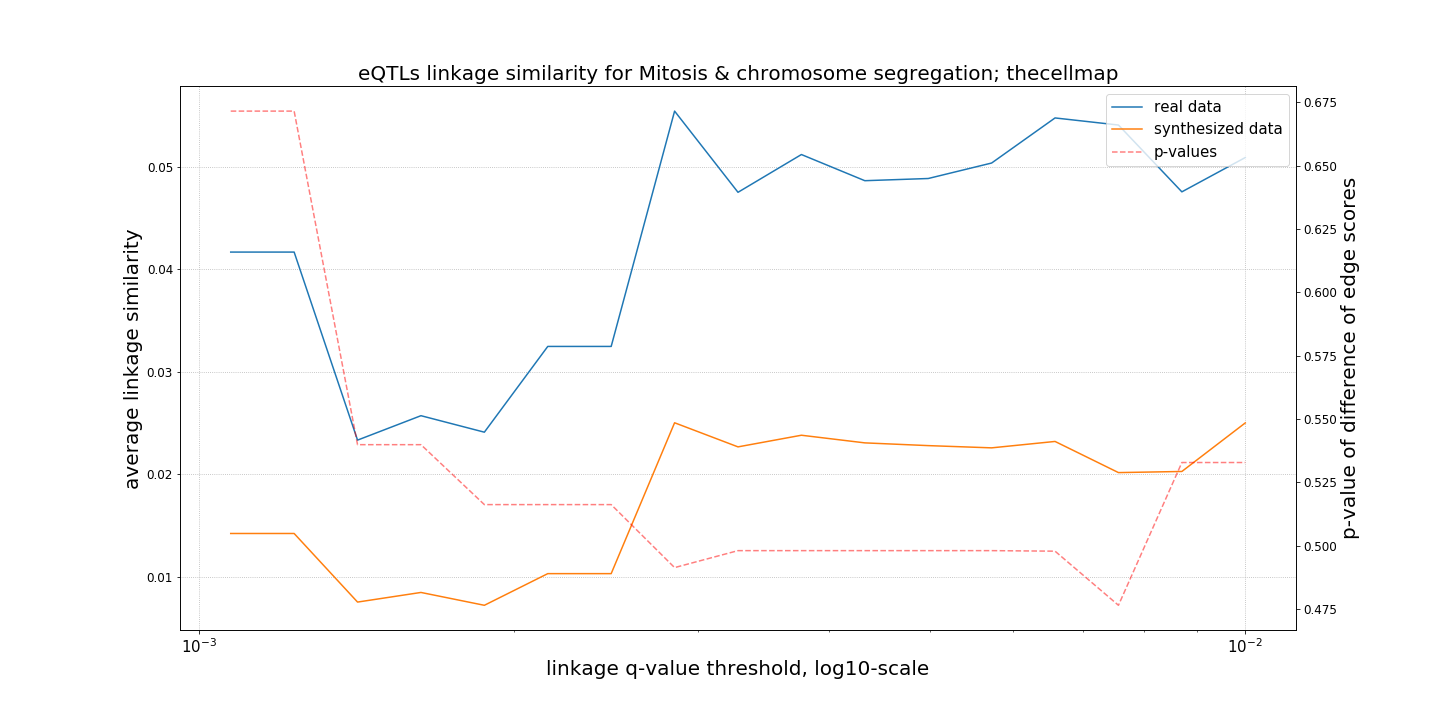 eQTLs linkage similarity for Mitosis & chromosome segregation; thecellmap
real data
synthesized data
p-values
average linkage similarity
0.05
0.04
0.03
0.02
0.01
p-value of difference of edge scores
0.675
0.650
0.625
0.600
0.575
0.550
0.525
0.500
0.475
10⁻³
10⁻²
linkage q-value threshold, log10-scale